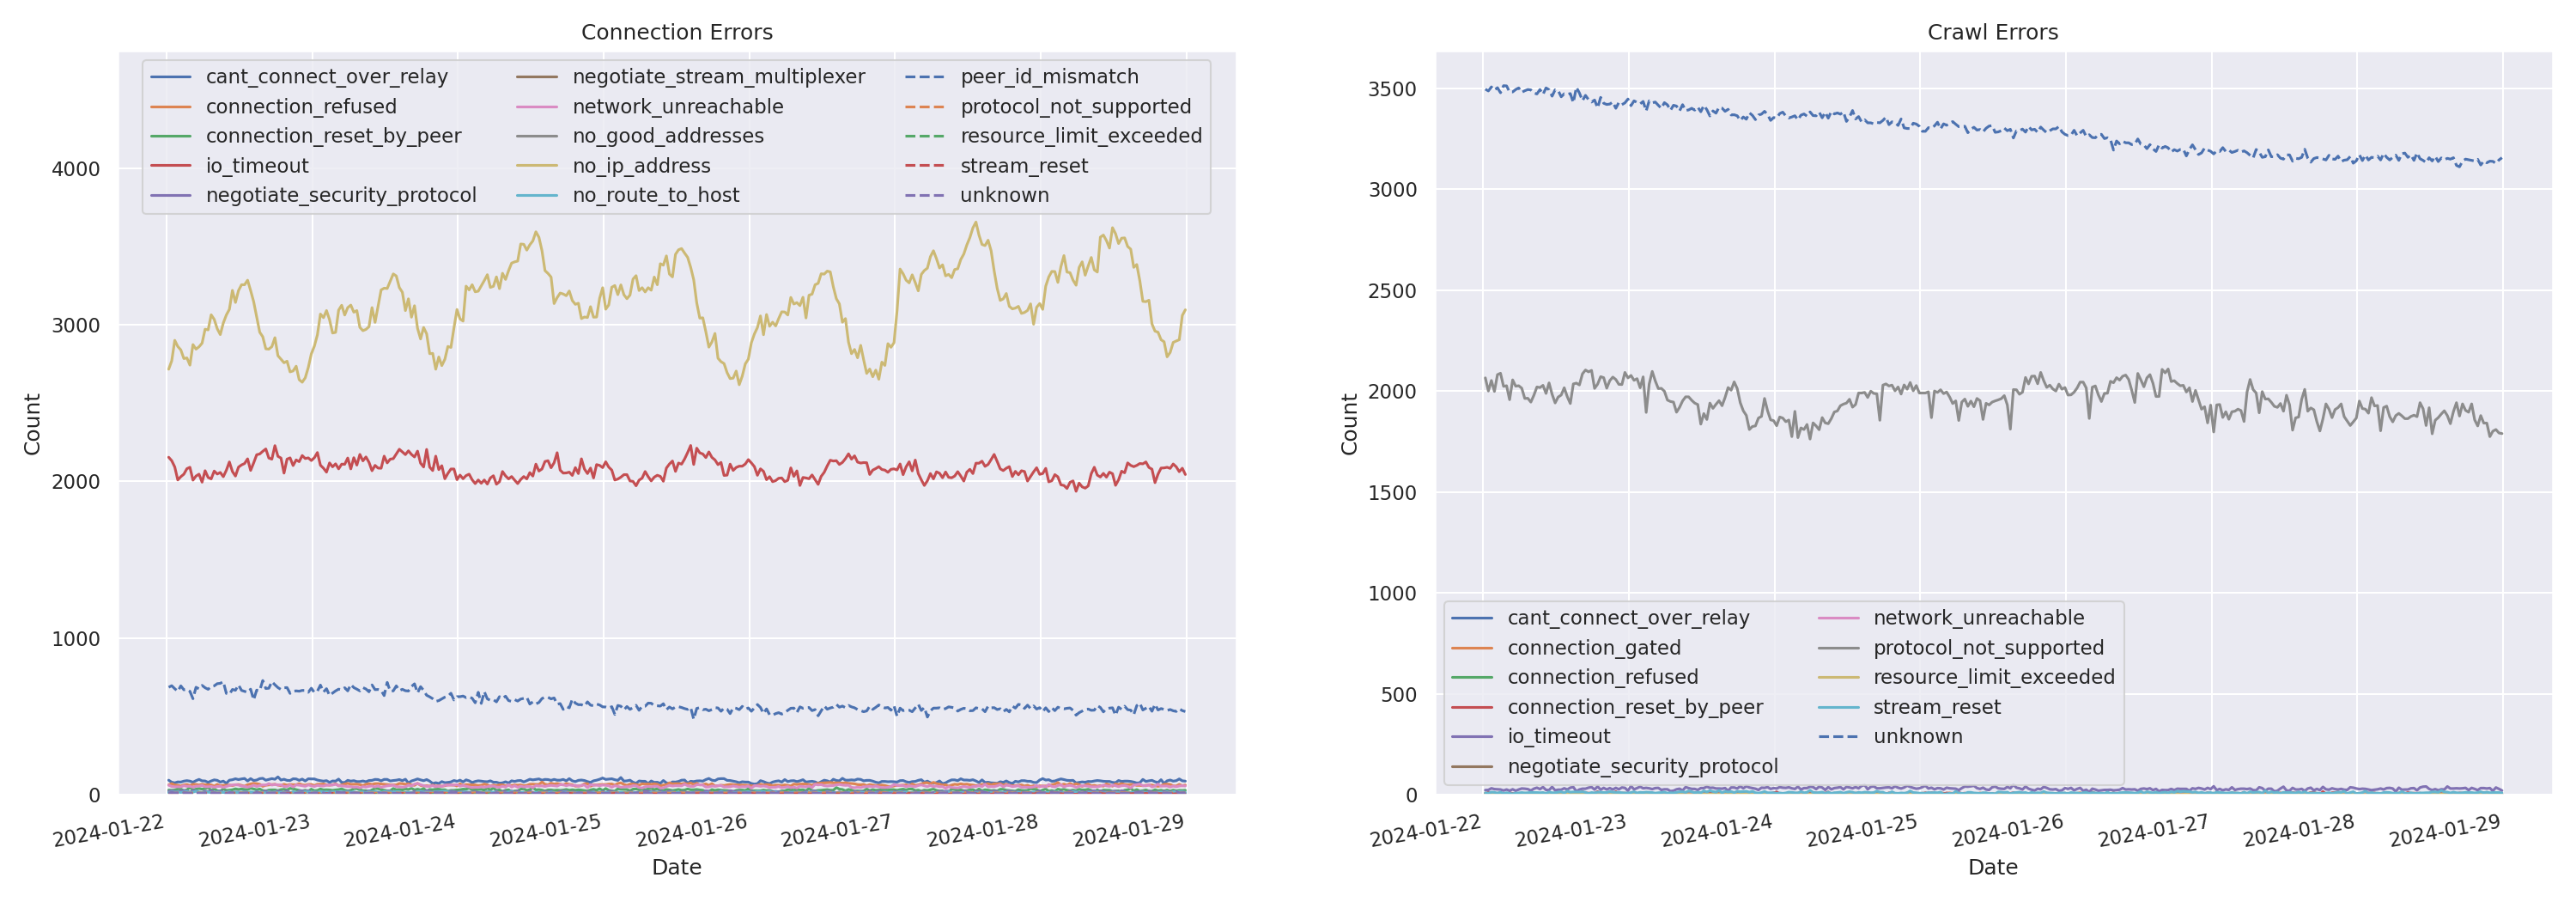 Connection Errors
cant_connect_over_relay
connection_refused
connection_reset_by_peer
io_timeout
negotiate_security_protocol
negotiate_stream_multiplexer
network_unreachable
no_good_addresses
no_ip_address
no_route_to_host
peer_id_mismatch
protocol_not_supported
resource_limit_exceeded
stream_reset
unknown
Count
4000
3000
2000
1000
0
2024-01-22
2024-01-23
2024-01-24
2024-01-25
2024-01-26
2024-01-27
2024-01-28
2024-01-29
Date
Crawl Errors
Count
3500
3000
2500
2000
1500
1000
500
0
cant_connect_over_relay
connection_gated
connection_refused
connection_reset_by_peer
io_timeout
negotiate_security_protocol
network_unreachable
protocol_not_supported
resource_limit_exceeded
stream_reset
unknown
2024-01-22
2024-01-23
2024-01-24
2024-01-25
2024-01-26
2024-01-27
2024-01-28
2024-01-29
Date